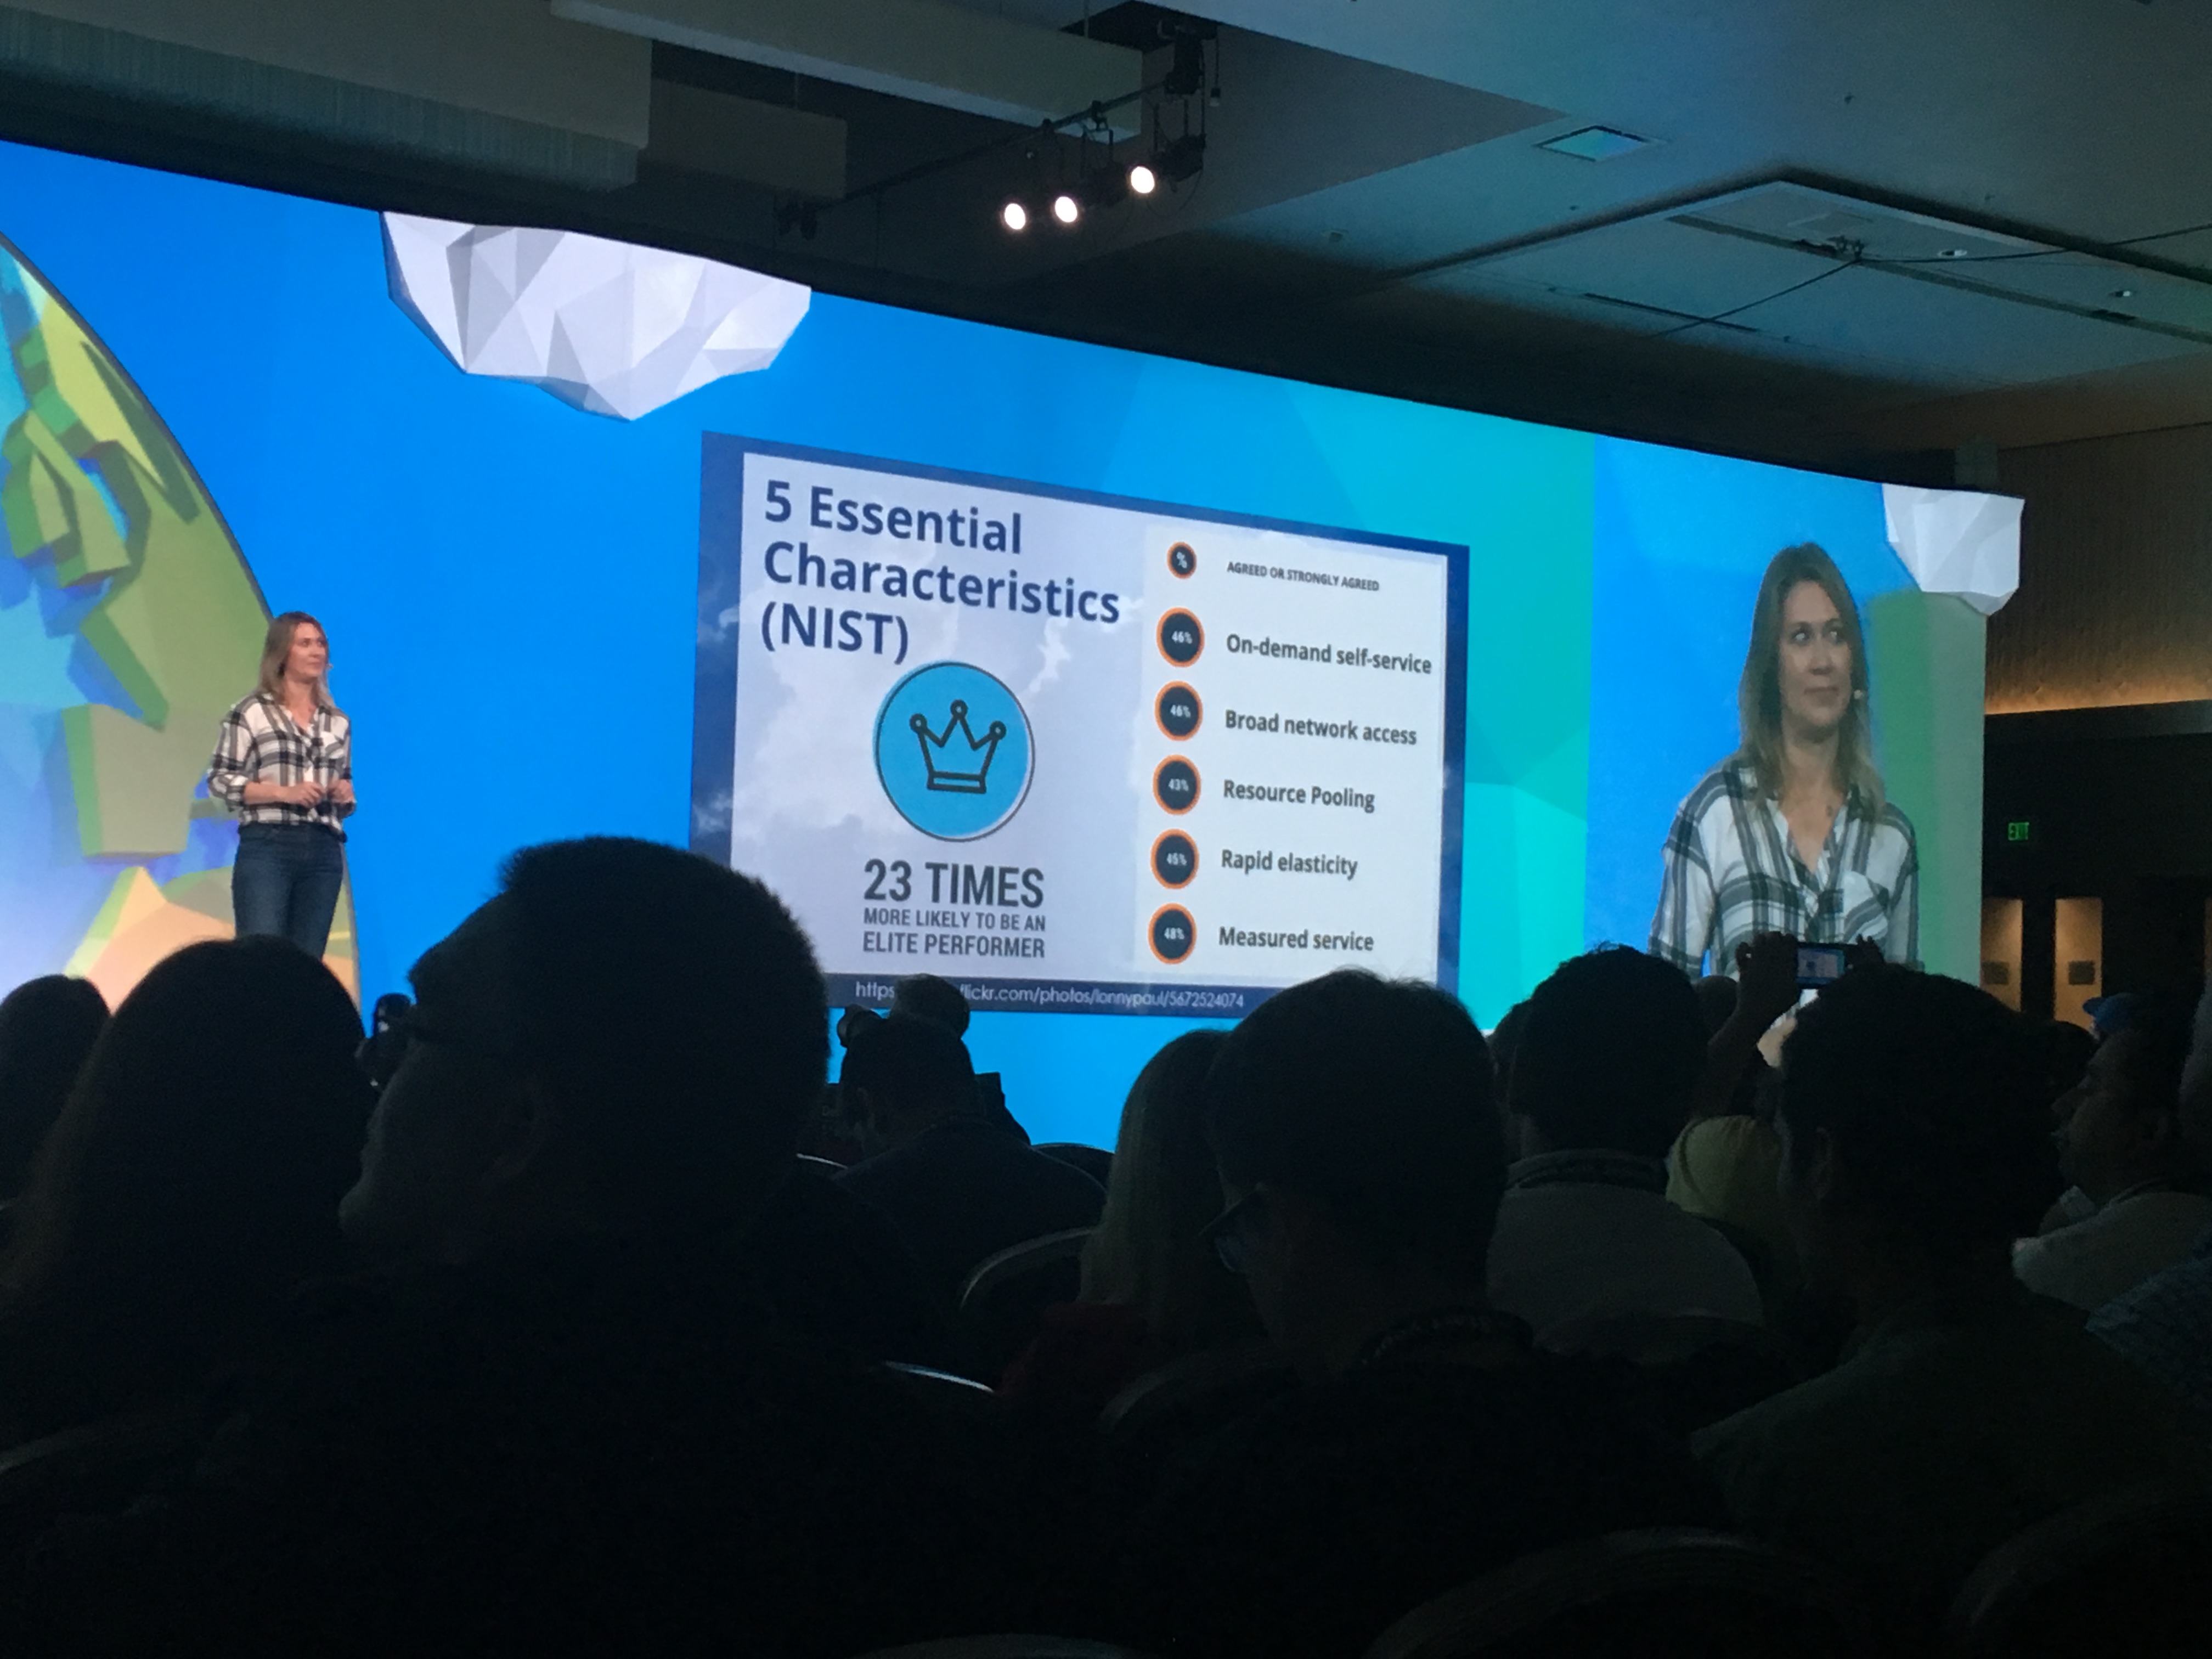 5 Essential
Characteristics
(NIST)
23 TIMES
MORE LIKELY TO BE AN
ELITE PERFORMER
% AGREED OR STRONGLY AGREED
46% On-demand self-service
46% Broad network access
43% Resource Pooling
45% Rapid elasticity
48% Measured service
https flickr.com/photos/lonnypaul/5672524074
EXIT